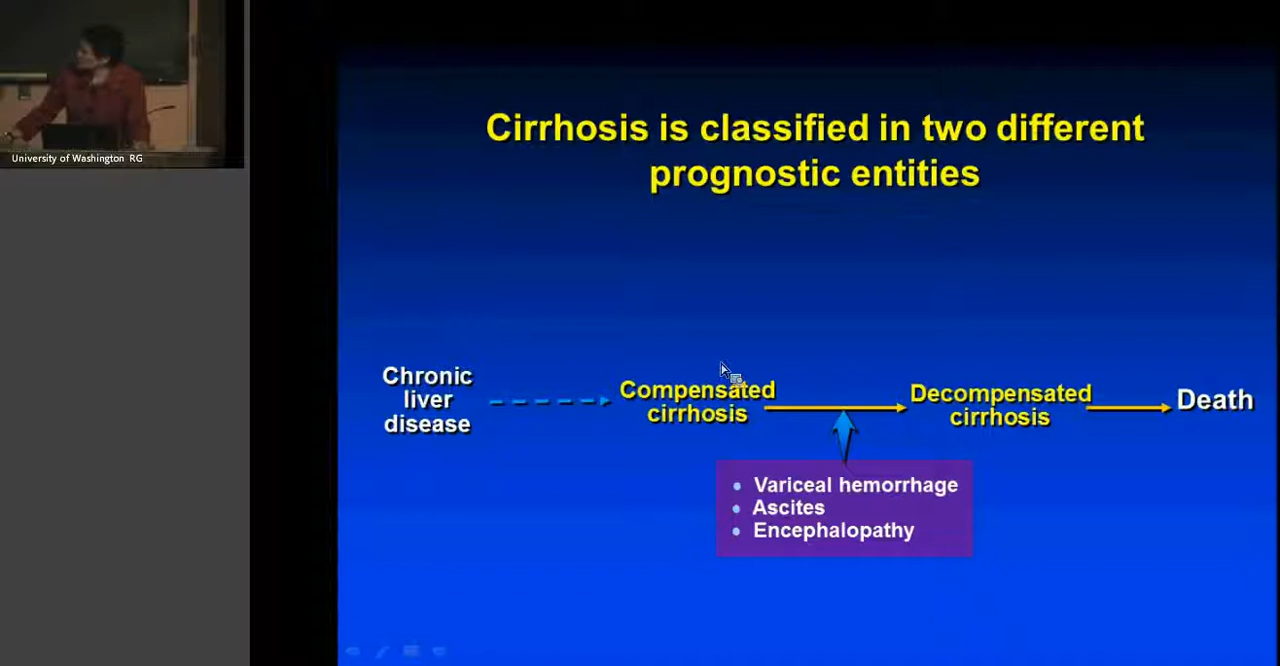 University of Washington RG
Cirrhosis is classified in two different
prognostic entities
Chronic
liver
disease
Compensated
cirrhosis
Decompensated
cirrhosis
Death
• Variceal hemorrhage
• Ascites
• Encephalopathy